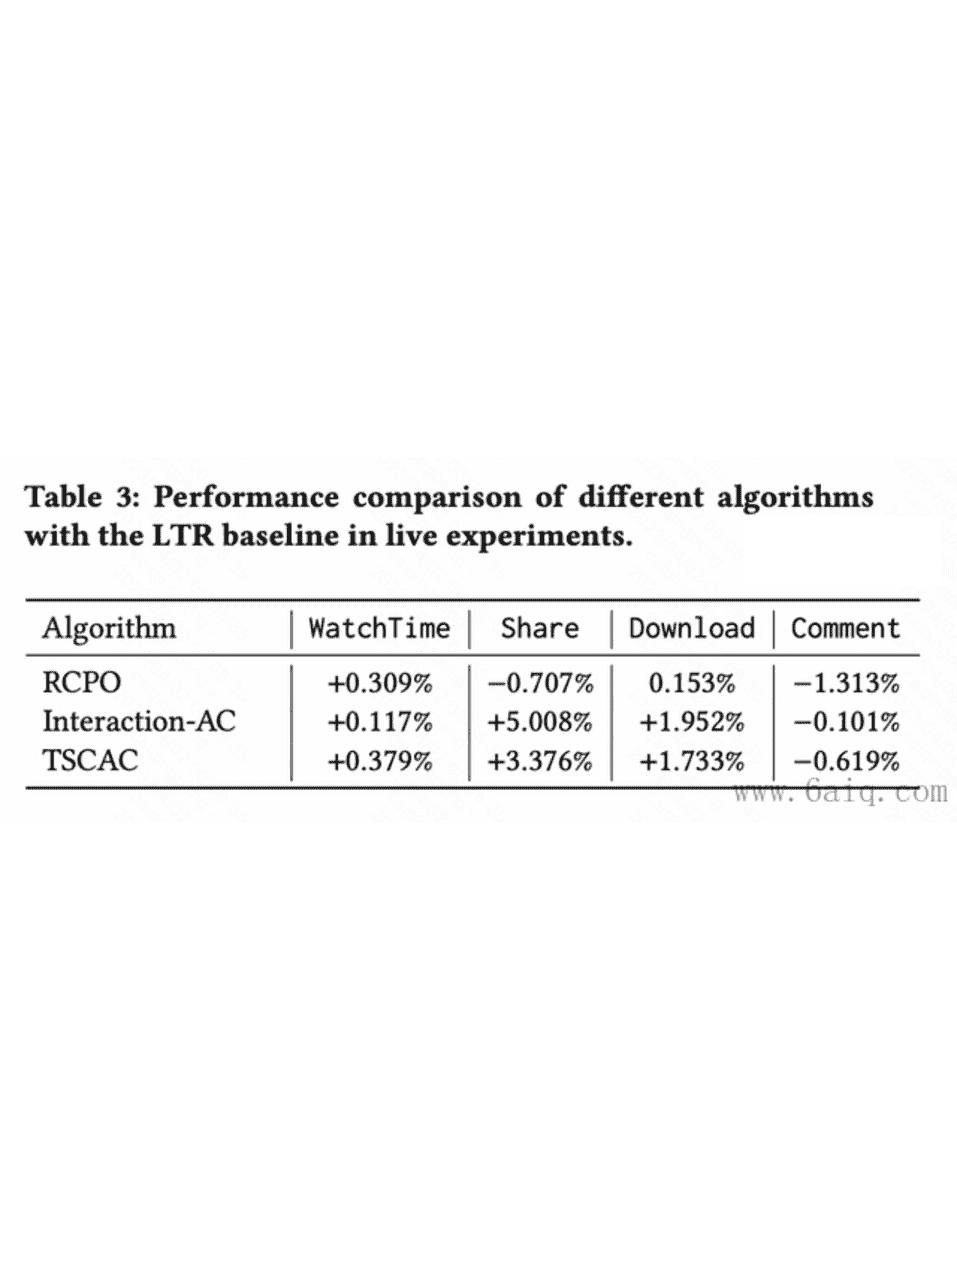 Table 3: Performance comparison of different algorithms
with the LTR baseline in live experiments.
Algorithm WatchTime Share Download Comment
RCPO +0.309% −0.707% 0.153% −1.313%
Interaction-AC +0.117% +5.008% +1.952% −0.101%
TSCAC +0.379% +3.376% +1.733% −0.619%
www.6aiq.com